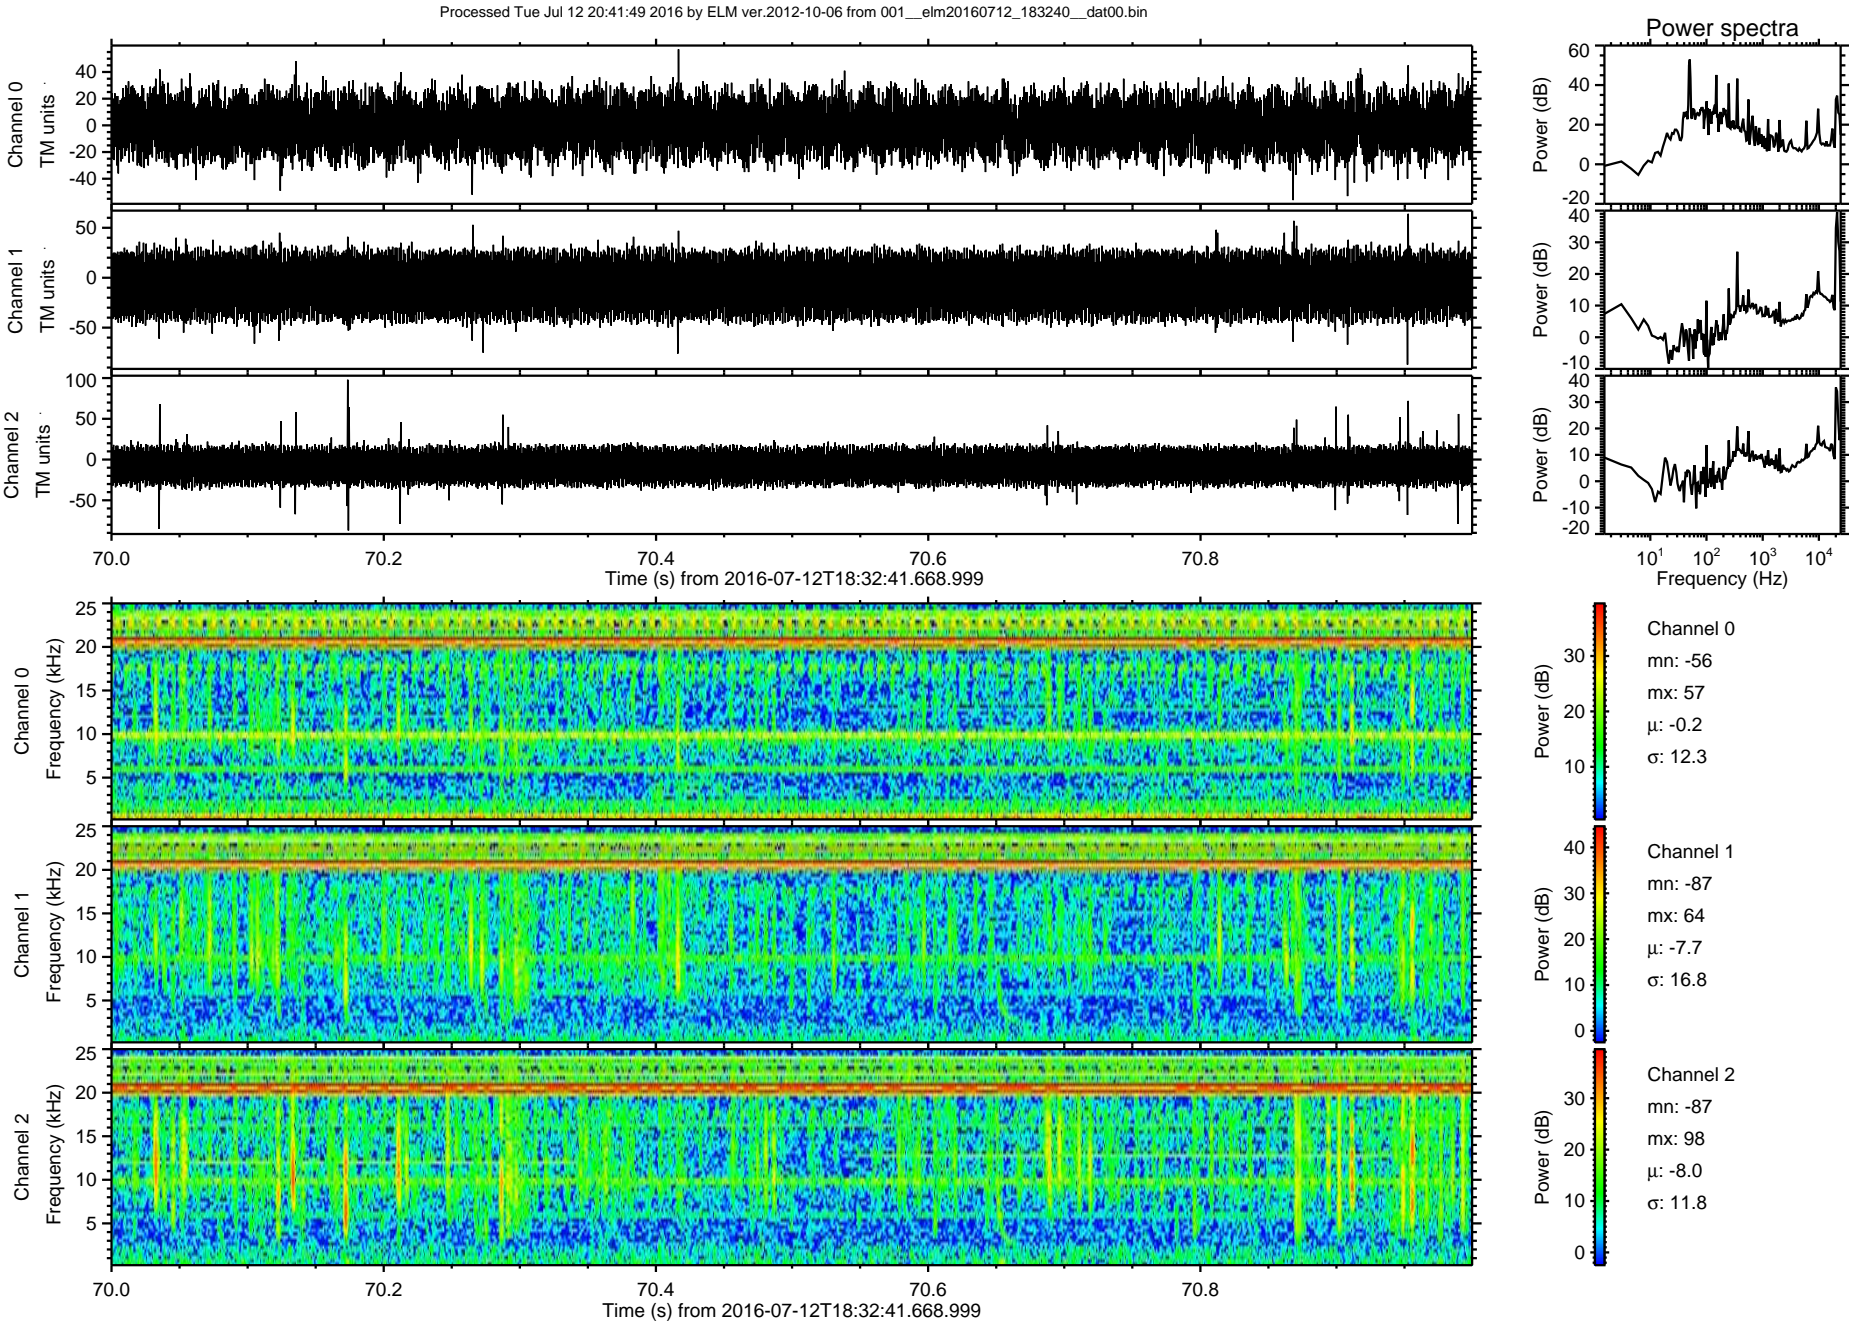 Processed Tue Jul 12 20:41:49 2016 by ELM ver.2012-10-06 from 001__elm20160712_183240__dat00.bin
Power spectra
Channel 0
TM units
40
20
0
-20
-40
Power (dB)
60
40
20
0
-20
Channel 1
TM units
50
0
-50
Power (dB)
40
30
20
10
0
-10
Channel 2
TM units
100
50
0
-50
Power (dB)
40
30
20
10
0
-10
-20
70.0 70.2 70.4 70.6 70.8
Time (s) from 2016-07-12T18:32:41.668.999
10^1 10^2 10^3 10^4
Frequency (Hz)
Channel 0
Frequency (kHz)
25
20
15
10
5
Power (dB)
30
20
10
Channel 0
mn: -56
mx: 57
μ: -0.2
σ: 12.3
Channel 1
Frequency (kHz)
25
20
15
10
5
Power (dB)
40
30
20
10
0
Channel 1
mn: -87
mx: 64
μ: -7.7
σ: 16.8
Channel 2
Frequency (kHz)
25
20
15
10
5
Power (dB)
30
20
10
0
Channel 2
mn: -87
mx: 98
μ: -8.0
σ: 11.8
70.0 70.2 70.4 70.6 70.8
Time (s) from 2016-07-12T18:32:41.668.999